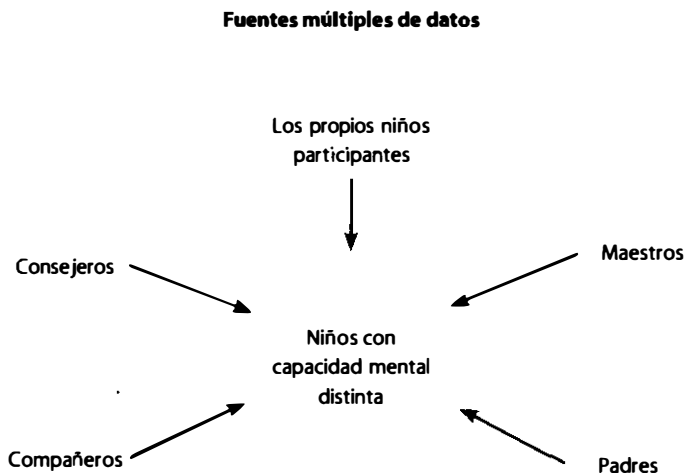 Fuentes múltiples de datos
Los propios niños
participantes
Consejeros
Maestros
Niños con
capacidad mental
distinta
Compañeros
Padres